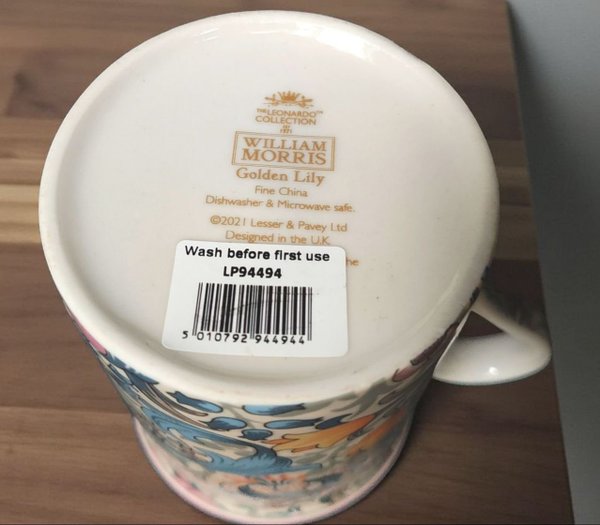 THE LEONARDO™
COLLECTION
WILLIAM
MORRIS
Golden Lily
Fine China
Dishwasher & Microwave safe.
©2021 Lesser & Pavey Ltd
Designed in the U.K
Wash before first use
LP94494
5 010792 944944